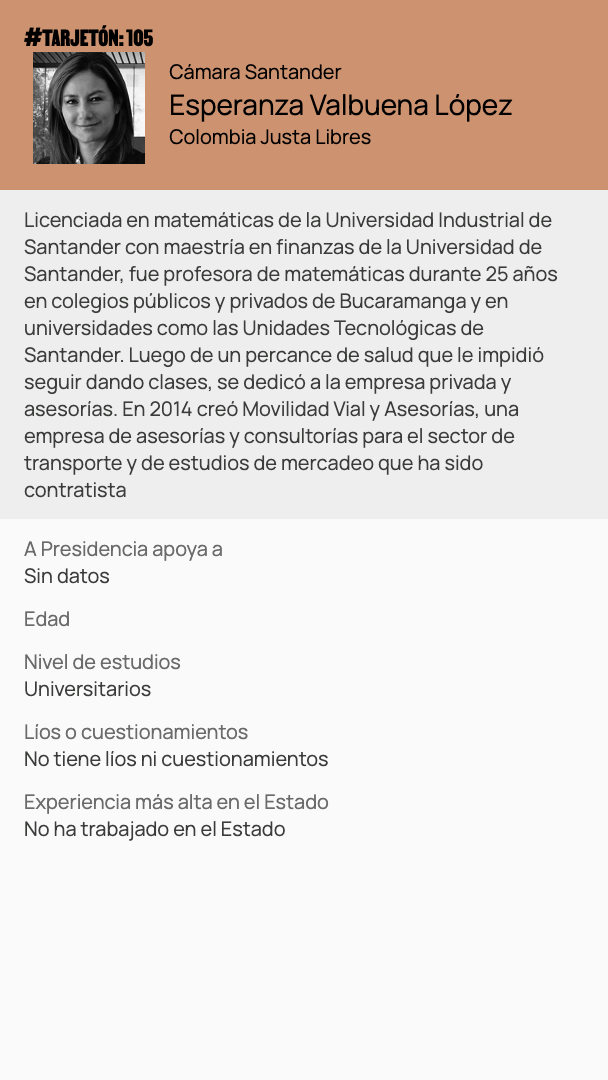 #TARJETÓN: 105
Cámara Santander
Esperanza Valbuena López
Colombia Justa Libres
Licenciada en matemáticas de la Universidad Industrial de
Santander con maestría en finanzas de la Universidad de
Santander, fue profesora de matemáticas durante 25 años
en colegios públicos y privados de Bucaramanga y en
universidades como las Unidades Tecnológicas de
Santander. Luego de un percance de salud que le impidió
seguir dando clases, se dedicó a la empresa privada y
asesorías. En 2014 creó Movilidad Vial y Asesorías, una
empresa de asesorías y consultorías para el sector de
transporte y de estudios de mercadeo que ha sido
contratista
A Presidencia apoya a
Sin datos
Edad
Nivel de estudios
Universitarios
Líos o cuestionamientos
No tiene líos ni cuestionamientos
Experiencia más alta en el Estado
No ha trabajado en el Estado